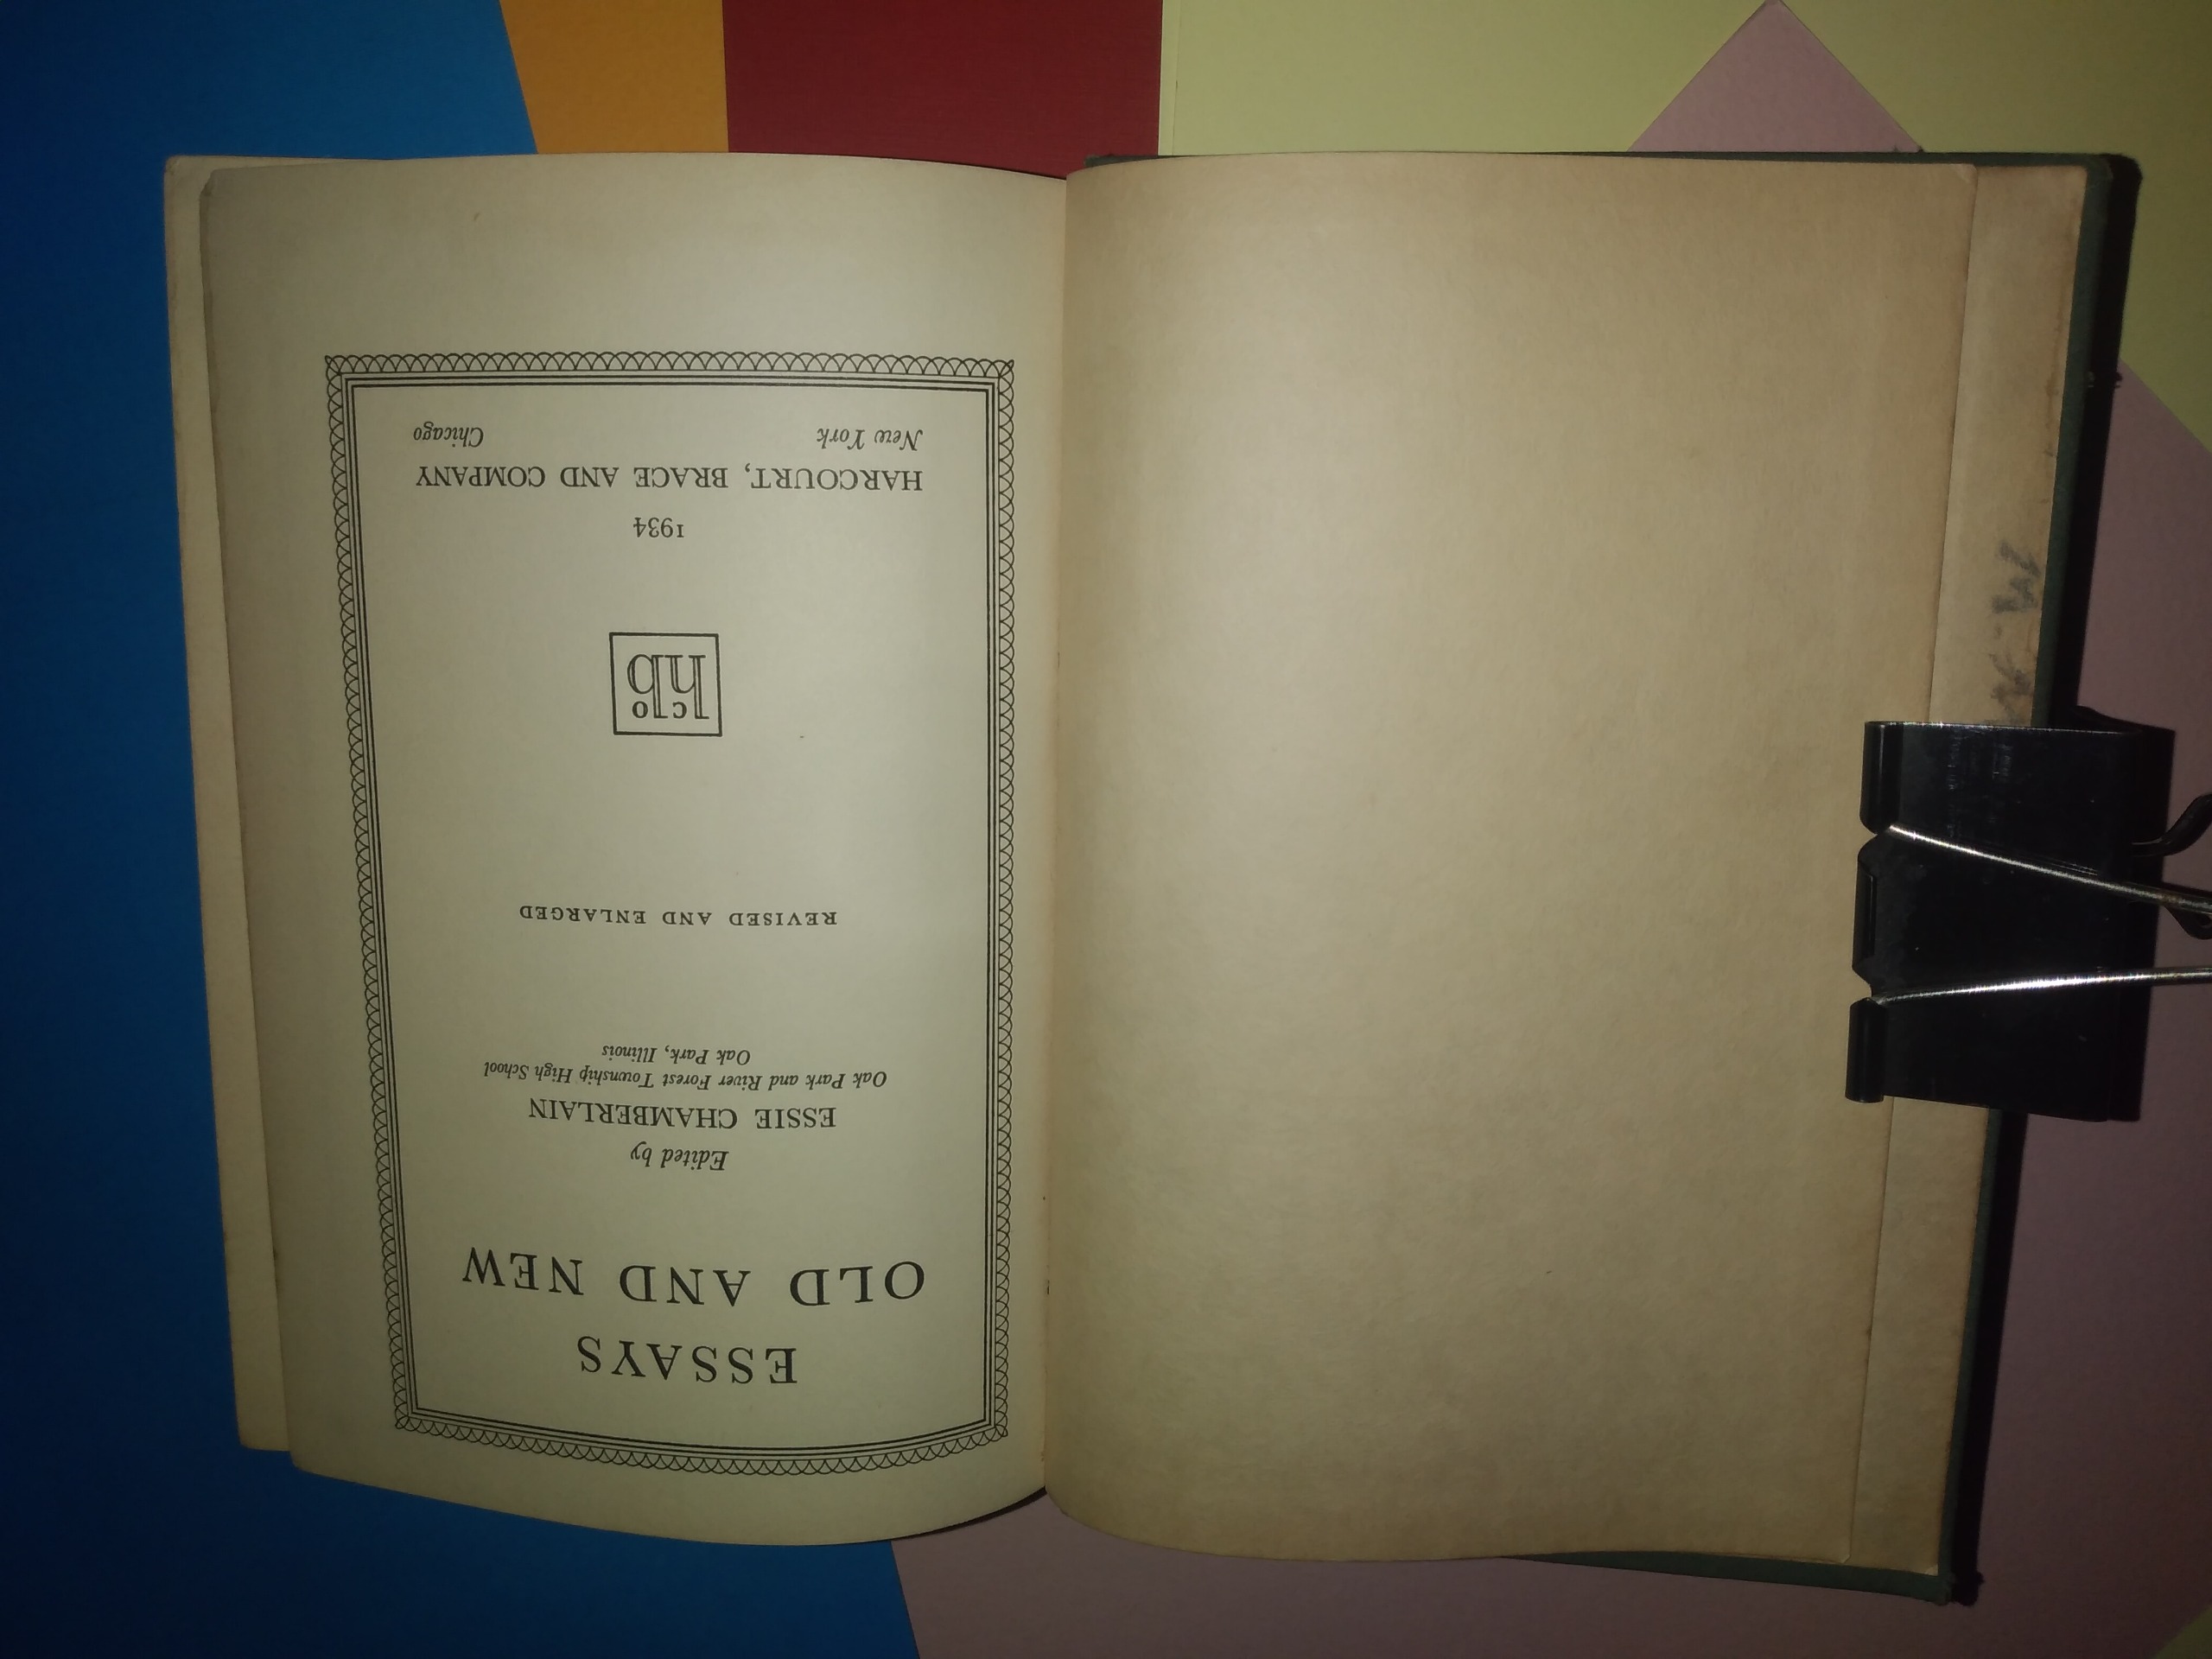 ESSAYS
OLD AND NEW
Edited by
ESSIE CHAMBERLAIN
Oak Park and River Forest Township High School
Oak Park, Illinois
REVISED AND ENLARGED
hb
c o
1934
HARCOURT, BRACE AND COMPANY
New York Chicago